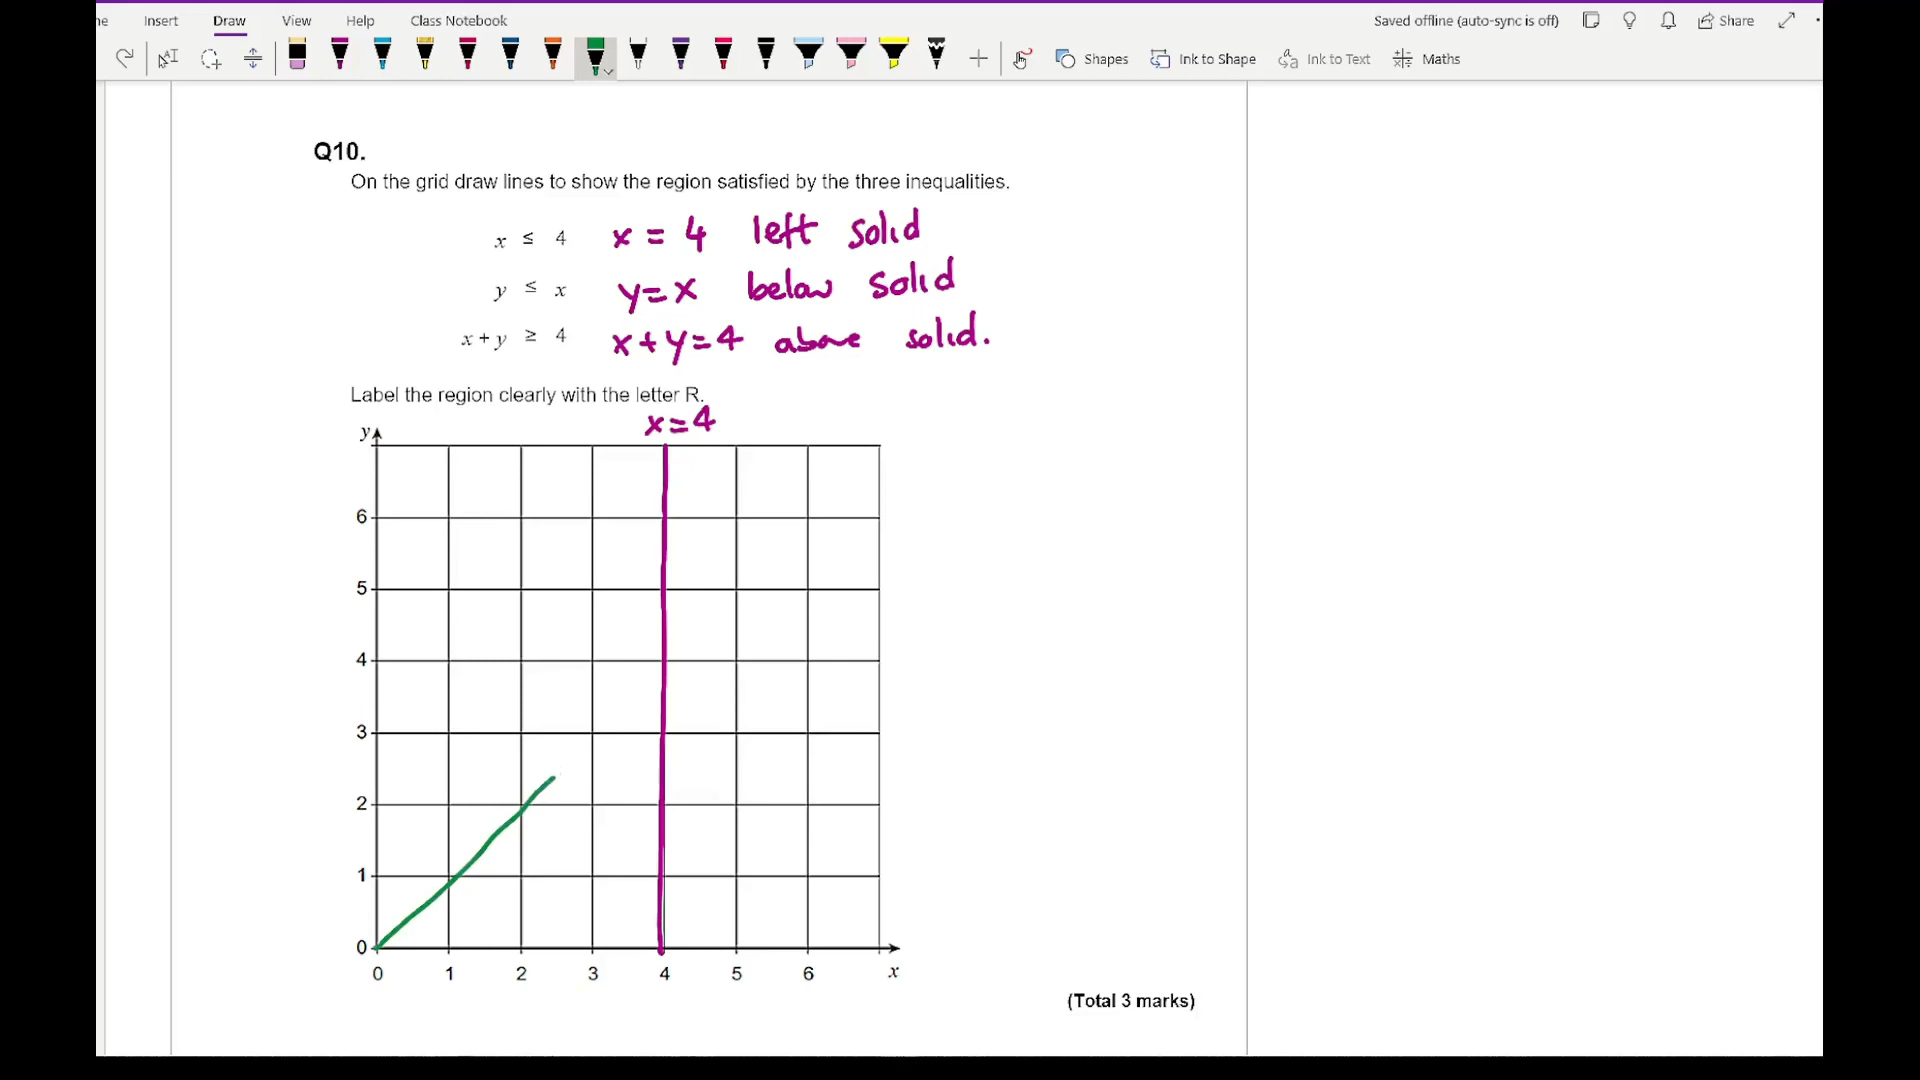 ne Insert Draw View Help Class Notebook Saved offline (auto-sync is off) Share
Shapes Ink to Shape Ink to Text Maths
Q10.
On the grid draw lines to show the region satisfied by the three inequalities.
x ≤ 4 x = 4 left solid
y ≤ x y=x below solid
x + y ≥ 4 x+y=4 above solid.
Label the region clearly with the letter R.
x=4
y
6
5
4
3
2
1
0
0 1 2 3 4 5 6 x
(Total 3 marks)